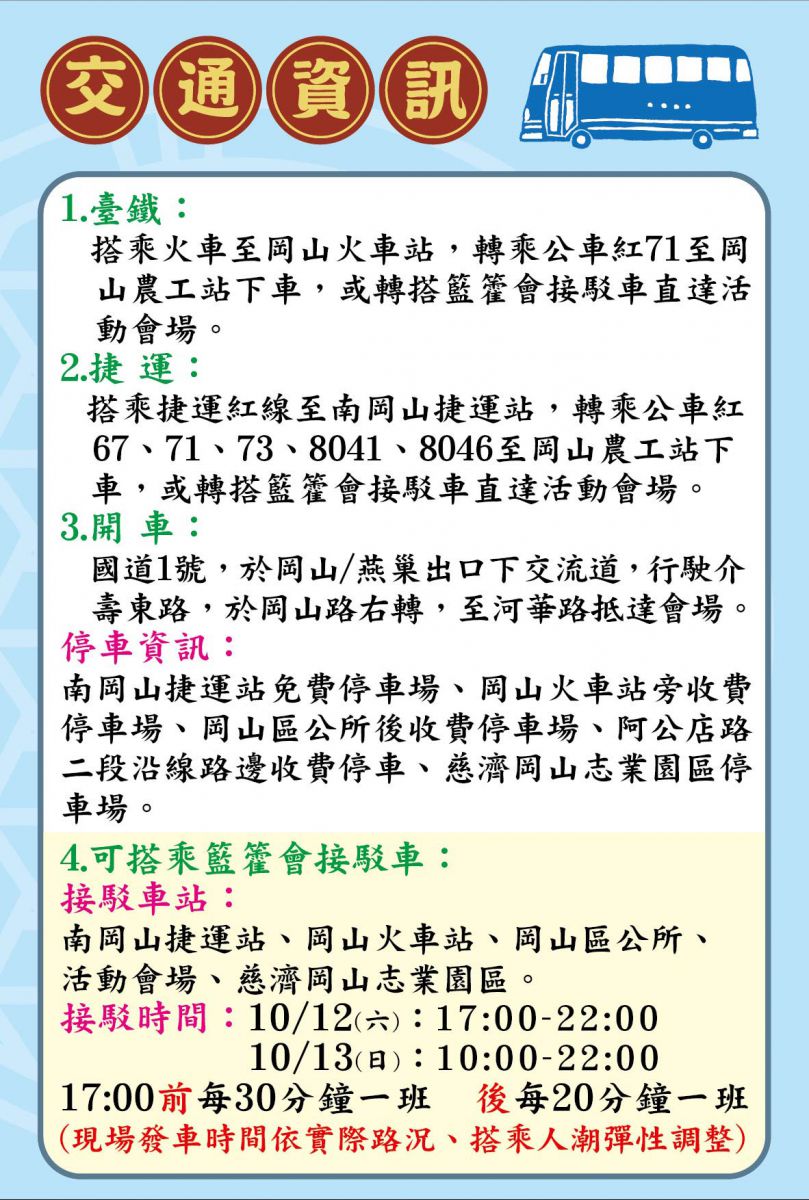 交通資訊
1.臺鐵：
搭乘火車至岡山火車站，轉乘公車紅71至岡
山農工站下車，或轉搭籃籗會接駁車直達活
動會場。
2.捷 運：
搭乘捷運紅線至南岡山捷運站，轉乘公車紅
67、71、73、8041、8046至岡山農工站下
車，或轉搭籃籗會接駁車直達活動會場。
3.開 車：
國道1號，於岡山/燕巢出口下交流道，行駛介
壽東路，於岡山路右轉，至河華路抵達會場。
停車資訊：
南岡山捷運站免費停車場、岡山火車站旁收費
停車場、岡山區公所後收費停車場、阿公店路
二段沿線路邊收費停車、慈濟岡山志業園區停
車場。
4.可搭乘籃籗會接駁車：
接駁車站：
南岡山捷運站、岡山火車站、岡山區公所、
活動會場、慈濟岡山志業園區。
接駁時間：10/12(六)：17:00-22:00
10/13(日)：10:00-22:00
17:00前每30分鐘一班 後每20分鐘一班
(現場發車時間依實際路況、搭乘人潮彈性調整)